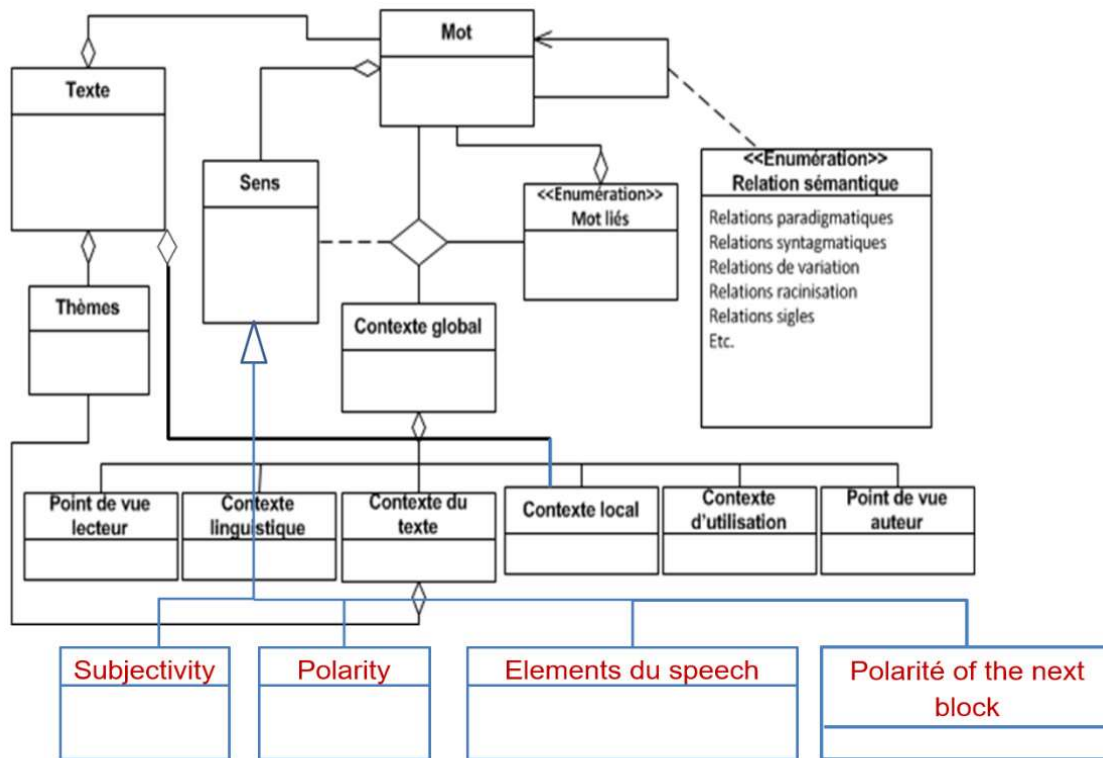 Mot
Texte
Sens
<<Enumération>>
Mot liés
<<Enumération>>
Relation sémantique
Relations paradigmatiques
Relations syntagmatiques
Relations de variation
Relations racinisation
Relations sigles
Etc.
Thèmes
Contexte global
Point de vue
lecteur
Contexte
linguistique
Contexte du
texte
Contexte local
Contexte
d'utilisation
Point de vue
auteur
Subjectivity
Polarity
Elements du speech
Polarité of the next
block